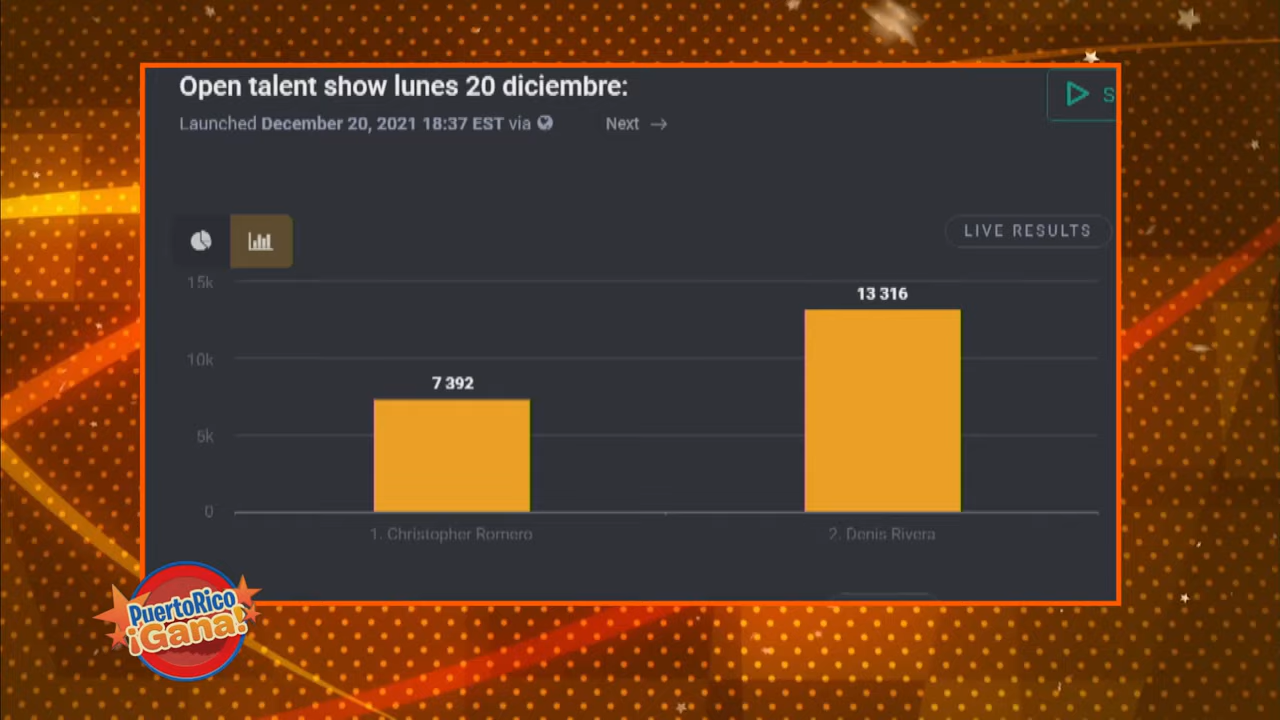 Open talent show lunes 20 diciembre:
Launched December 20, 2021 18:37 EST via
Next →
S
LIVE RESULTS
15k
10k
5k
0
7 392
13 316
1. Christopher Romero
2. Denis Rivera
PuertoRico
¡Gana!